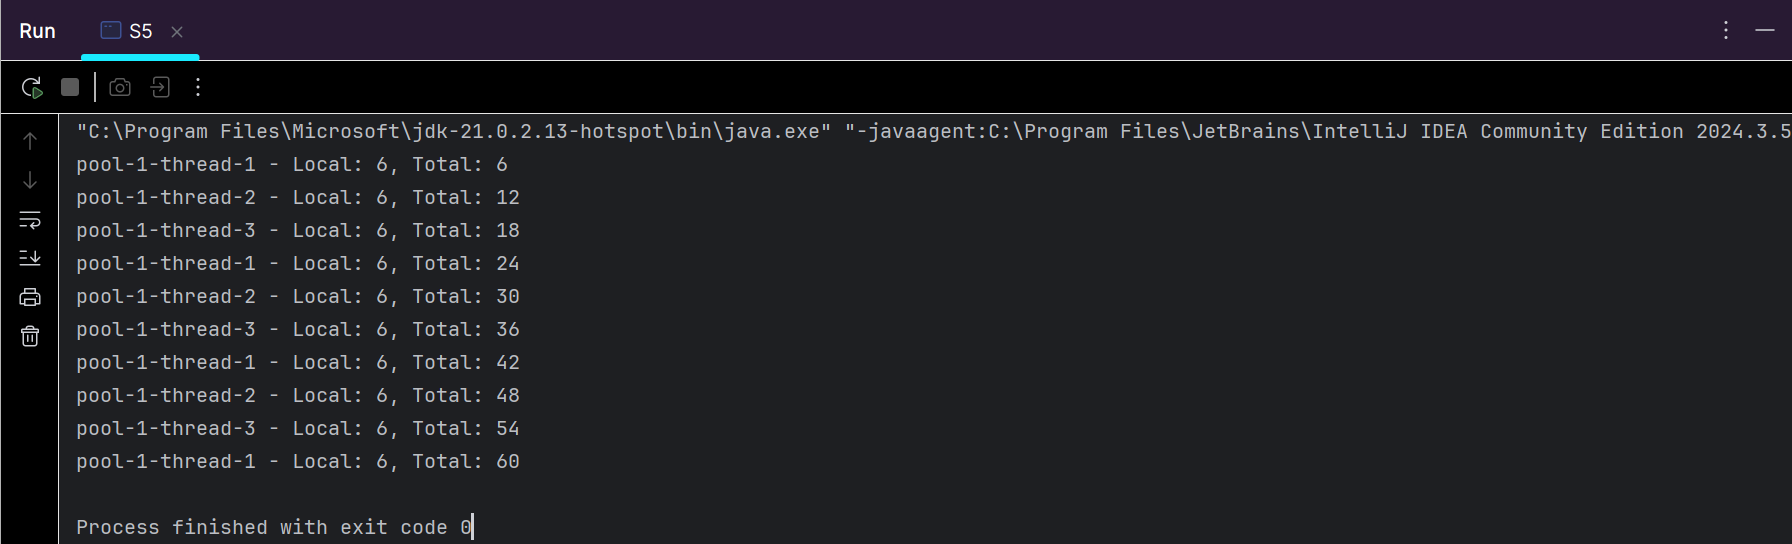 Run S5
"C:\Program Files\Microsoft\jdk-21.0.2.13-hotspot\bin\java.exe" "-javaagent:C:\Program Files\JetBrains\IntelliJ IDEA Community Edition 2024.3.5
pool-1-thread-1 - Local: 6, Total: 6
pool-1-thread-2 - Local: 6, Total: 12
pool-1-thread-3 - Local: 6, Total: 18
pool-1-thread-1 - Local: 6, Total: 24
pool-1-thread-2 - Local: 6, Total: 30
pool-1-thread-3 - Local: 6, Total: 36
pool-1-thread-1 - Local: 6, Total: 42
pool-1-thread-2 - Local: 6, Total: 48
pool-1-thread-3 - Local: 6, Total: 54
pool-1-thread-1 - Local: 6, Total: 60
Process finished with exit code 0